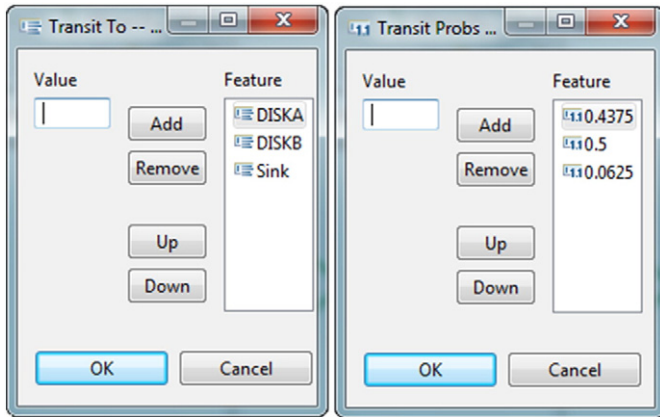 Transit To -- ...
Value
Feature
Add
Remove
Up
Down
DISKA
DISKB
Sink
OK
Cancel
Transit Probs ...
Value
Feature
Add
Remove
Up
Down
0.4375
0.5
0.0625
OK
Cancel